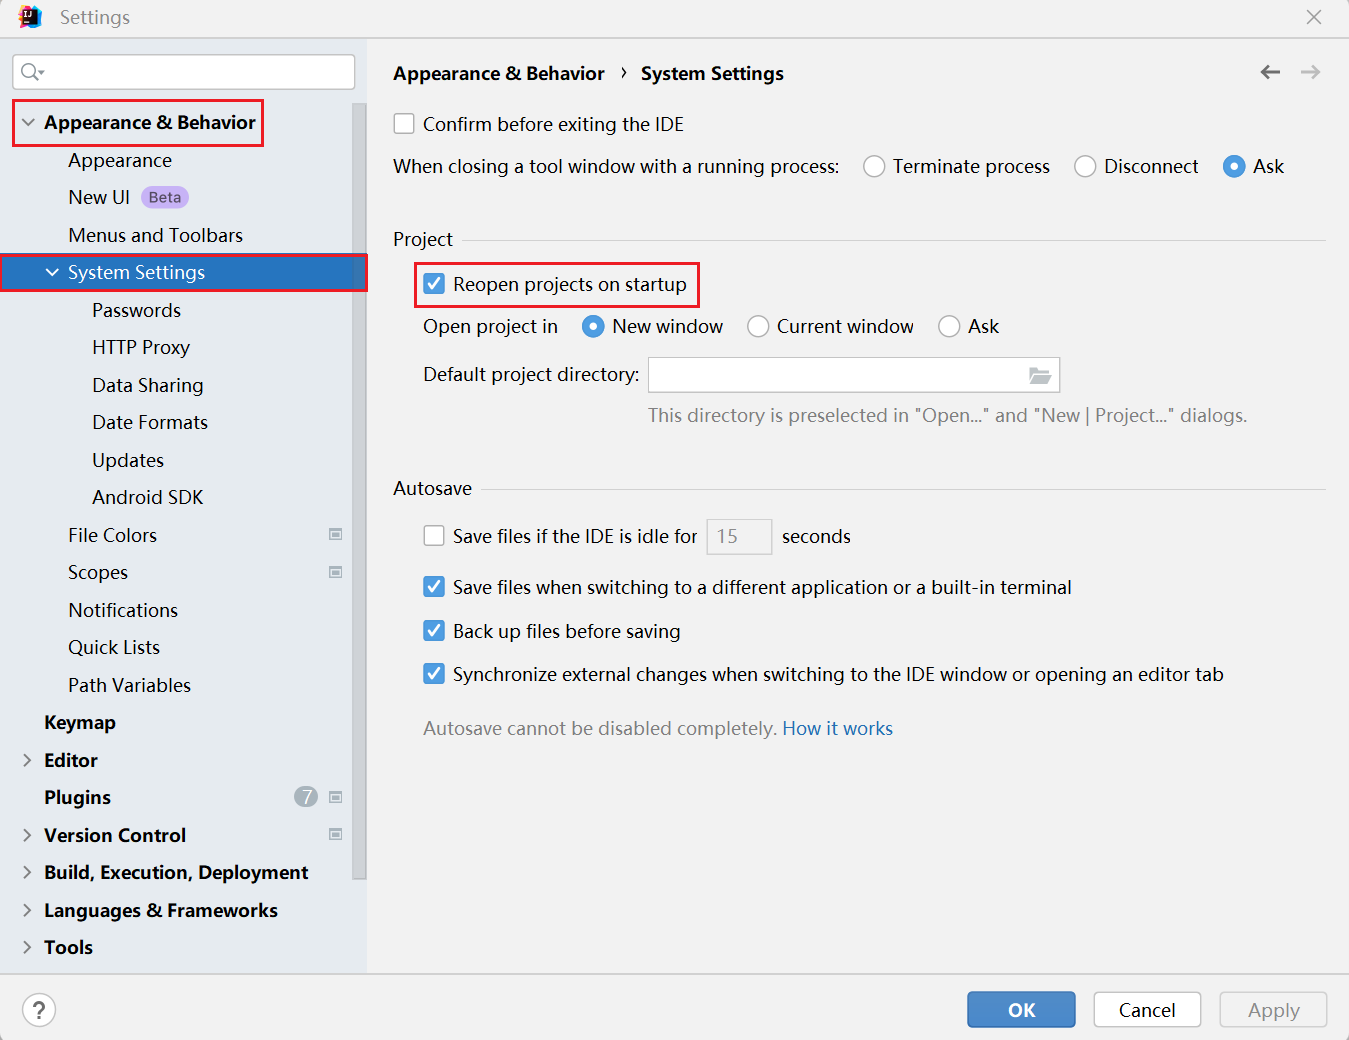 Settings
Appearance & Behavior
Appearance
New UI Beta
Menus and Toolbars
System Settings
Passwords
HTTP Proxy
Data Sharing
Date Formats
Updates
Android SDK
File Colors
Scopes
Notifications
Quick Lists
Path Variables
Keymap
Editor
Plugins 7
Version Control
Build, Execution, Deployment
Languages & Frameworks
Tools
Appearance & Behavior › System Settings
Confirm before exiting the IDE
When closing a tool window with a running process: Terminate process Disconnect Ask
Project
Reopen projects on startup
Open project in New window Current window Ask
Default project directory:
This directory is preselected in "Open..." and "New | Project..." dialogs.
Autosave
Save files if the IDE is idle for 15 seconds
Save files when switching to a different application or a built-in terminal
Back up files before saving
Synchronize external changes when switching to the IDE window or opening an editor tab
Autosave cannot be disabled completely. How it works
? OK Cancel Apply